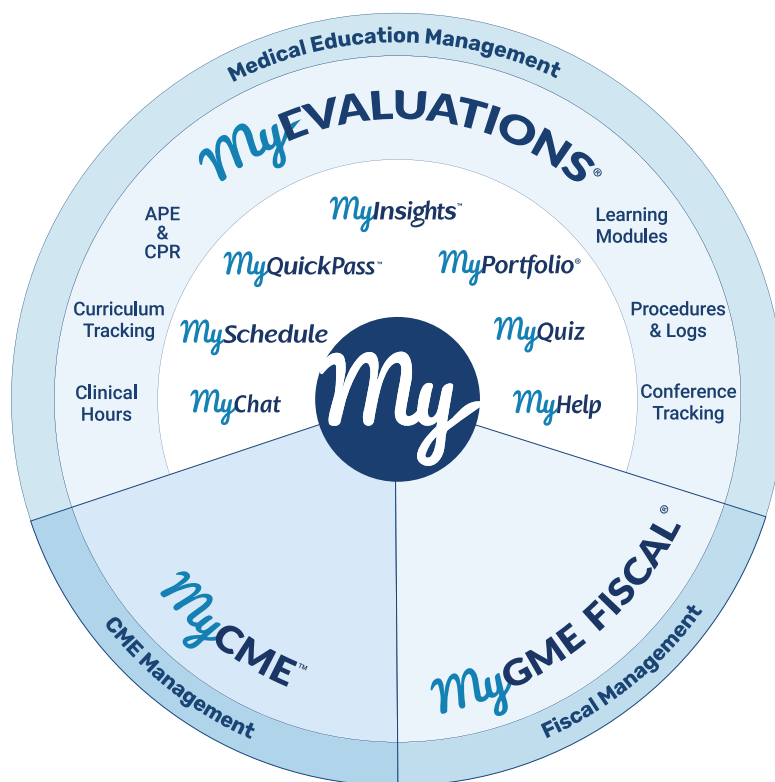 Medical Education Management
MyEVALUATIONS®
MyInsights™
APE
&
CPR
Learning
Modules
MyQuickPass™
MyPortfolio®
Curriculum
Tracking
MySchedule
MyQuiz
Procedures
& Logs
Clinical
Hours
MyChat
My
MyHelp
Conference
Tracking
MyCME™
MyGME FISCAL®
CME Management
Fiscal Management